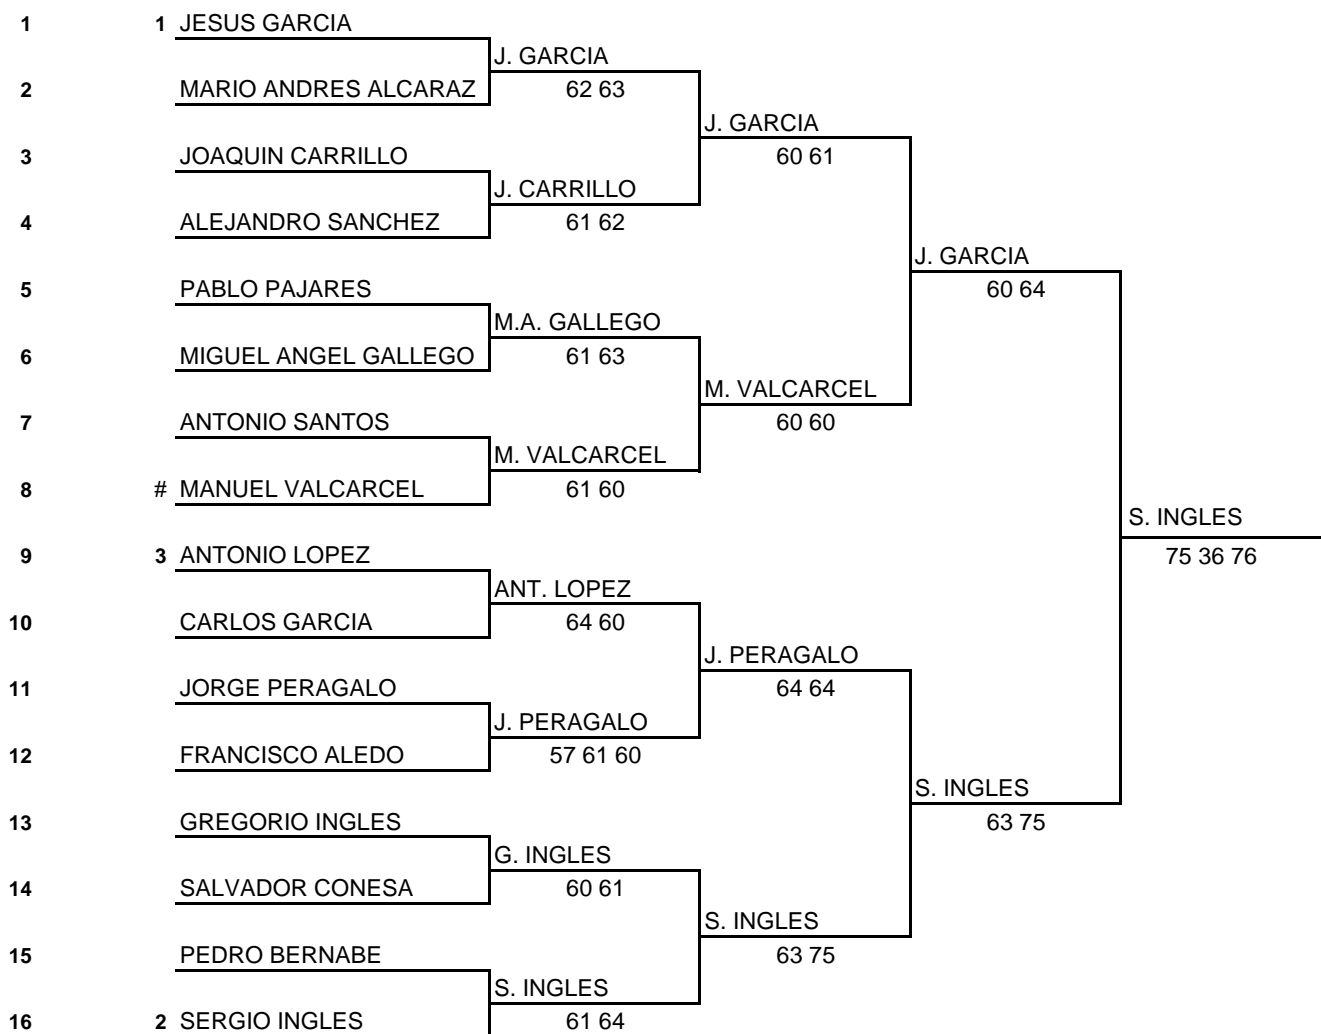 1 1 JESUS GARCIA
J. GARCIA
2 MARIO ANDRES ALCARAZ 62 63
J. GARCIA
3 JOAQUIN CARRILLO 60 61
J. CARRILLO
4 ALEJANDRO SANCHEZ 61 62
J. GARCIA
5 PABLO PAJARES 60 64
M.A. GALLEGO
6 MIGUEL ANGEL GALLEGO 61 63
M. VALCARCEL
7 ANTONIO SANTOS 60 60
M. VALCARCEL
8 # MANUEL VALCARCEL 61 60
S. INGLES
9 3 ANTONIO LOPEZ 75 36 76
ANT. LOPEZ
10 CARLOS GARCIA 64 60
J. PERAGALO
11 JORGE PERAGALO 64 64
J. PERAGALO
12 FRANCISCO ALEDO 57 61 60
S. INGLES
13 GREGORIO INGLES 63 75
G. INGLES
14 SALVADOR CONESA 60 61
S. INGLES
15 PEDRO BERNABE 63 75
S. INGLES
16 2 SERGIO INGLES 61 64